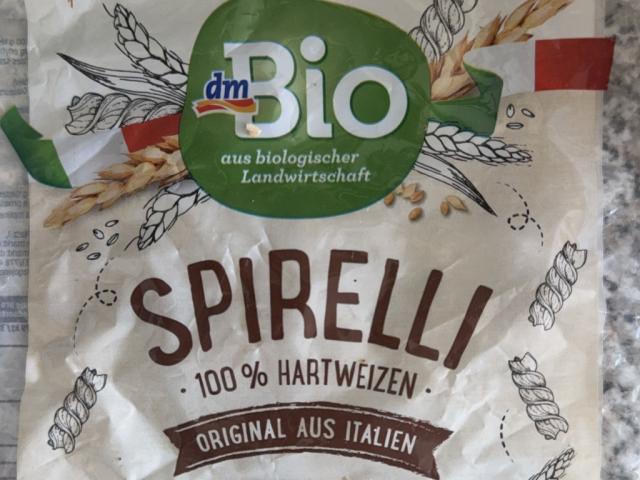 dm Bio
aus biologischer
Landwirtschaft
SPIRELLI
· 100 % HARTWEIZEN ·
ORIGINAL AUS ITALIEN